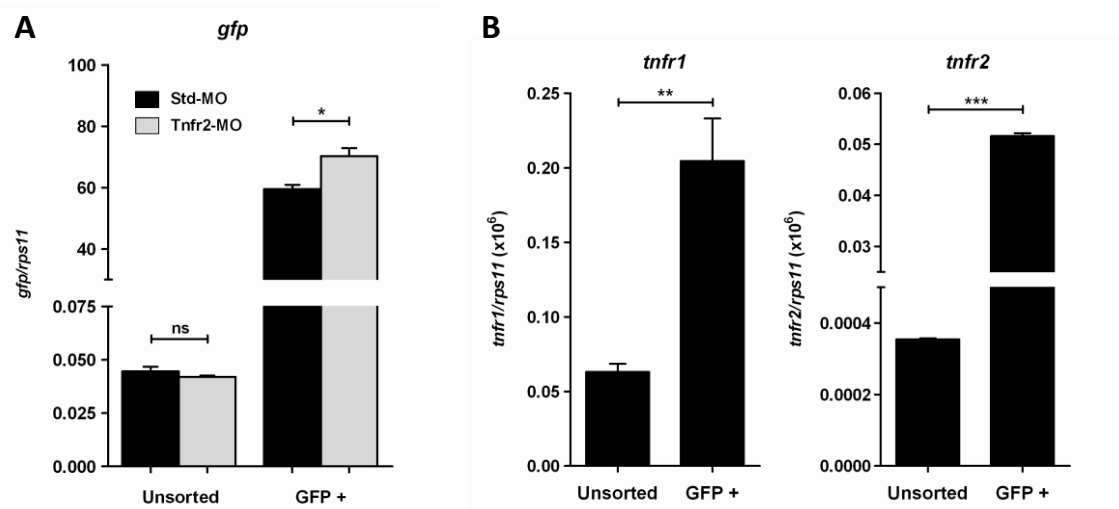 A
gfp
100
80
60
40
0.075
0.050
0.025
0.000
gfp/rps11
Std-MO
Tnfr2-MO
*
ns
Unsorted
GFP +
B
tnfr1
0.25
0.20
0.15
0.10
0.05
0.00
tnfr1/rps11 (x10⁶)
**
Unsorted
GFP +
tnfr2
0.06
0.05
0.04
0.03
0.0004
0.0002
0.0000
tnfr2/rps11 (x10⁶)
***
Unsorted
GFP +